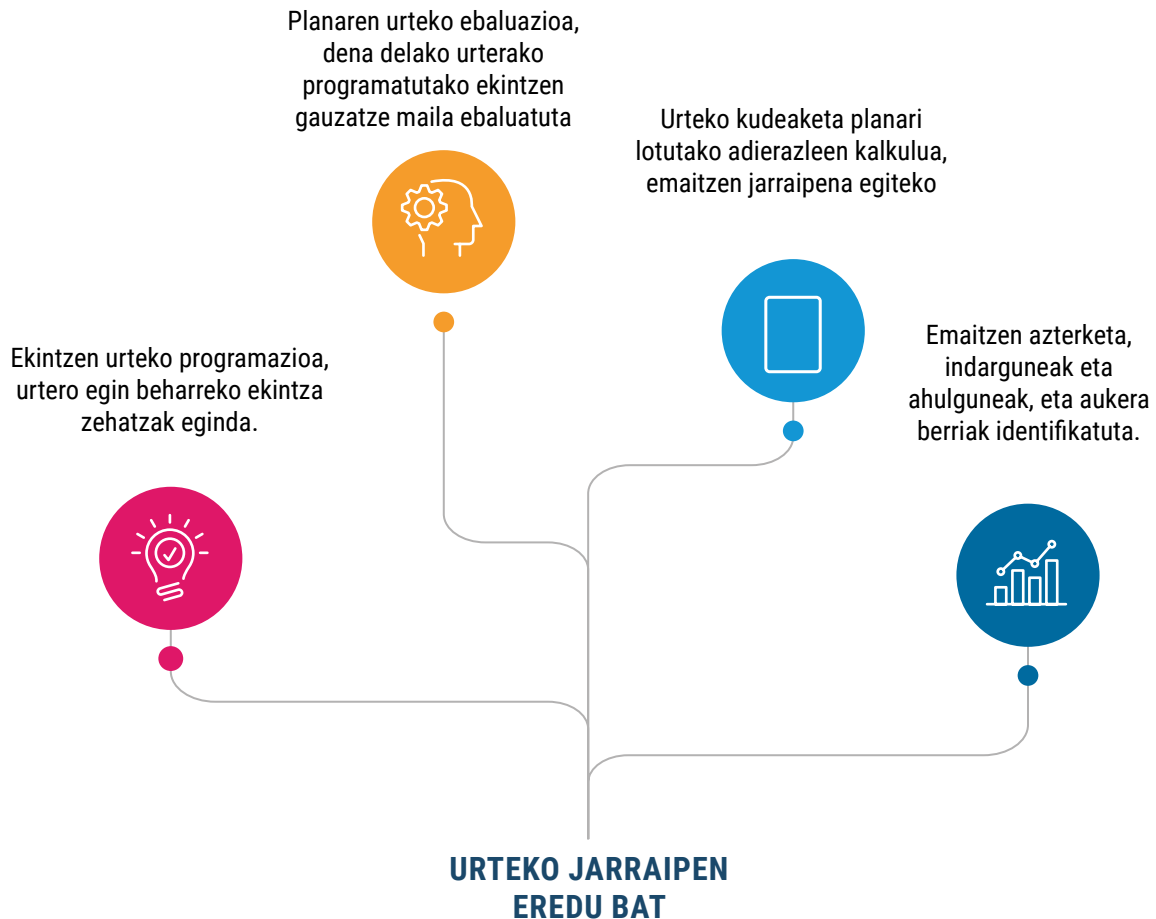 Planaren urteko ebaluazioa,
dena delako urterako
programatutako ekintzen
gauzatze maila ebaluatuta
Urteko kudeaketa planari
lotutako adierazleen kalkulua,
emaitzen jarraipena egiteko
Ekintzen urteko programazioa,
urtero egin beharreko ekintza
zehatzak eginda.
Emaitzen azterketa,
indarguneak eta
ahulguneak, eta aukera
berriak identifikatuta.
URTEKO JARRAIPEN
EREDU BAT